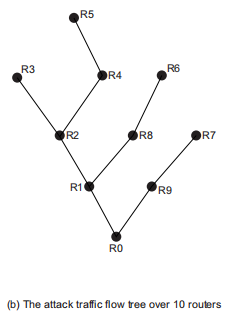 R5
R3
R4
R6
R2
R8
R7
R1
R9
R0
(b) The attack traffic flow tree over 10 routers